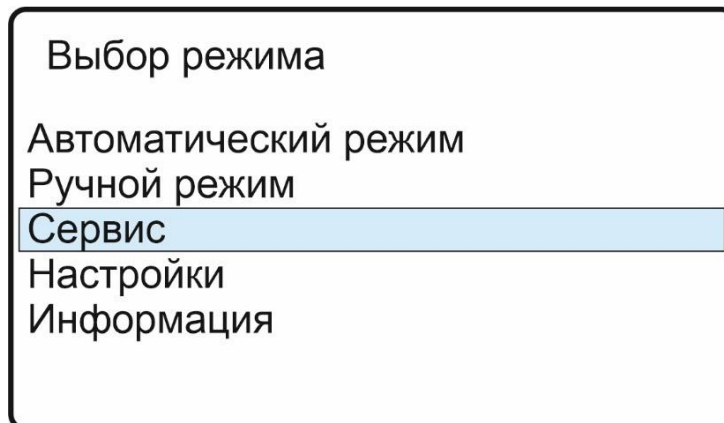 Выбор режима
Автоматический режим
Ручной режим
Сервис
Настройки
Информация